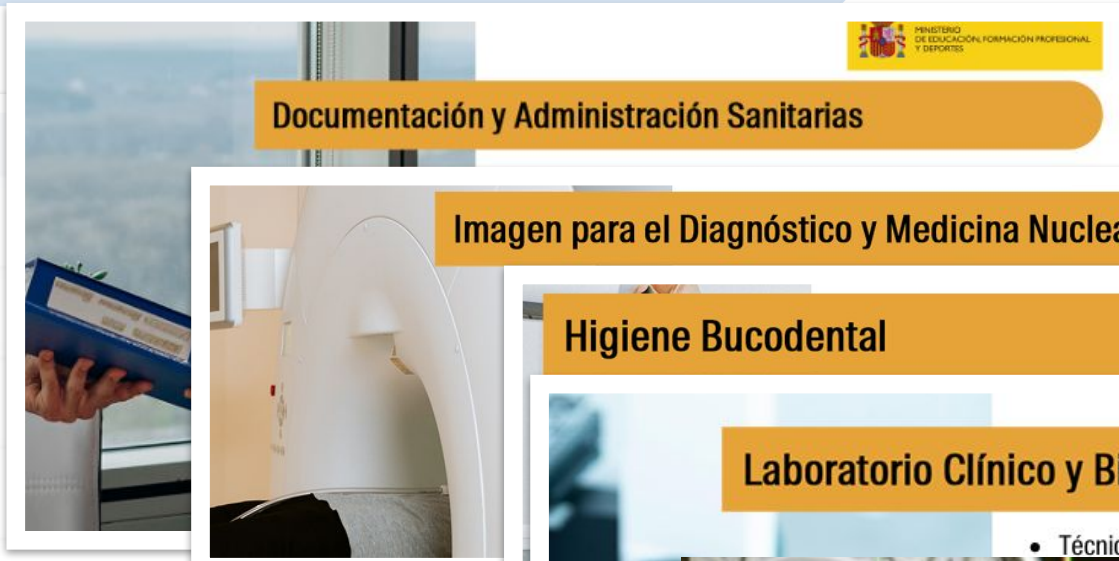 MINISTERIO
DE EDUCACIÓN, FORMACIÓN PROFESIONAL
Y DEPORTES
Documentación y Administración Sanitarias
Imagen para el Diagnóstico y Medicina
Higiene Bucodental
Laboratorio Clínico y